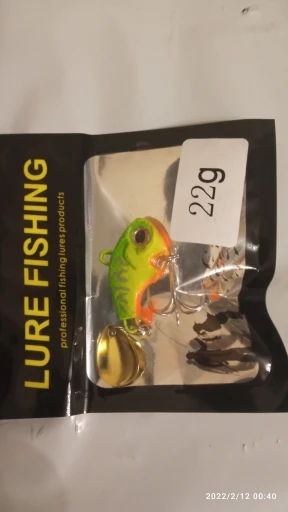 LURE FISHING
professional fishing lures products
22g
2022/2/12 00:40